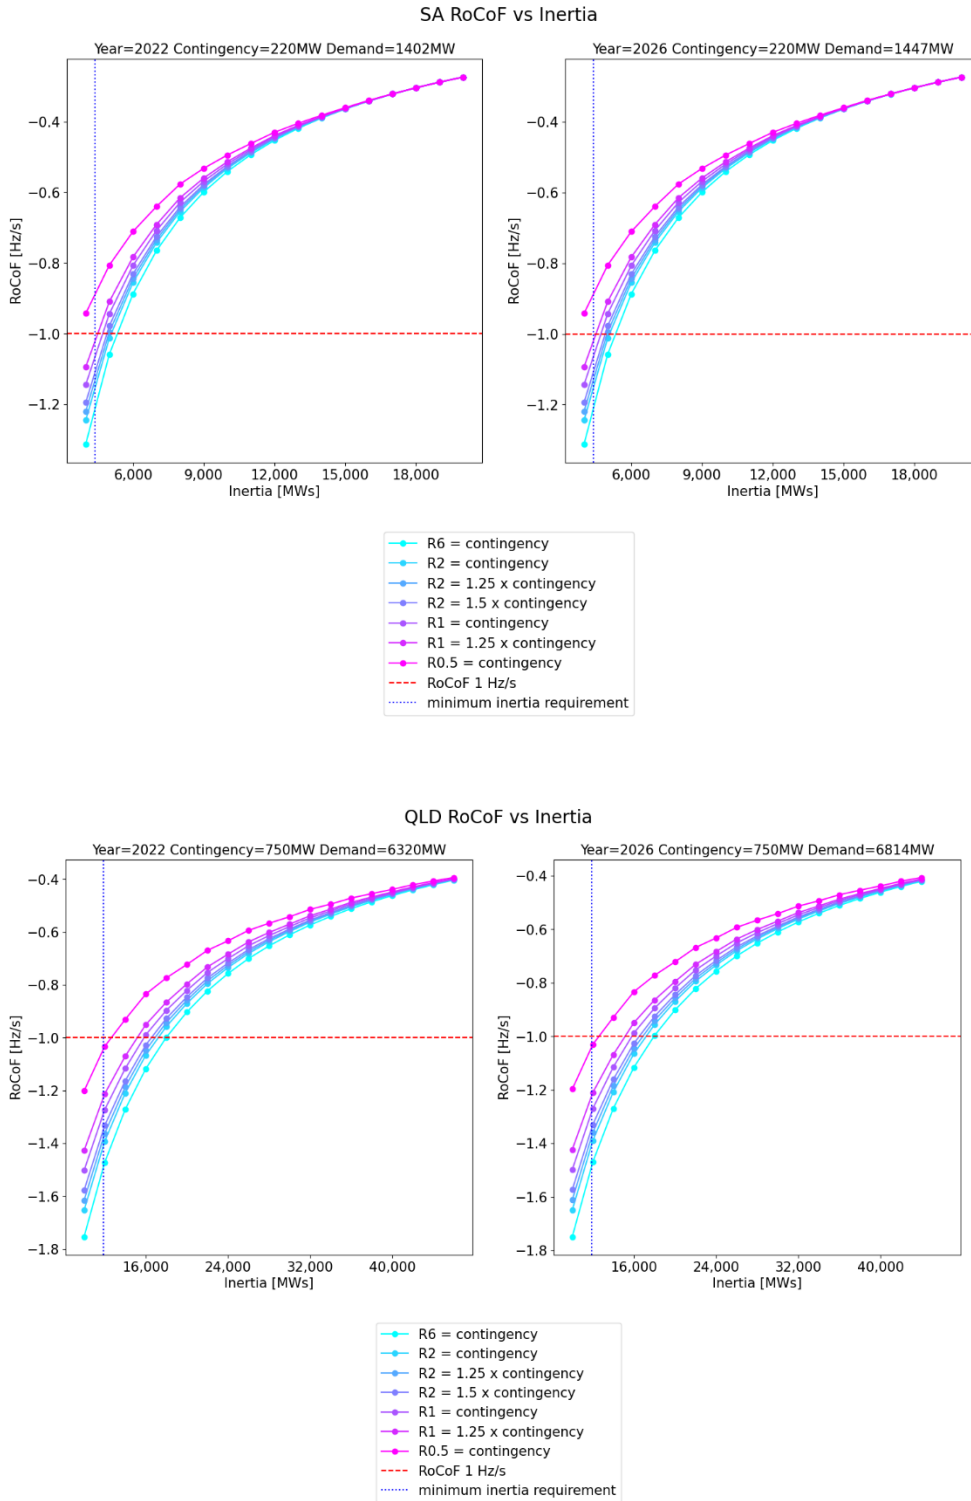 SA RoCoF vs Inertia
Year=2022 Contingency=220MW Demand=1402MW
RoCoF [Hz/s]
−0.4
−0.6
−0.8
−1.0
−1.2
6,000 9,000 12,000 15,000 18,000
Inertia [MWs]
Year=2026 Contingency=220MW Demand=1447MW
RoCoF [Hz/s]
−0.4
−0.6
−0.8
−1.0
−1.2
6,000 9,000 12,000 15,000 18,000
Inertia [MWs]
R6 = contingency
R2 = contingency
R2 = 1.25 x contingency
R2 = 1.5 x contingency
R1 = contingency
R1 = 1.25 x contingency
R0.5 = contingency
RoCoF 1 Hz/s
minimum inertia requirement
QLD RoCoF vs Inertia
Year=2022 Contingency=750MW Demand=6320MW
RoCoF [Hz/s]
−0.4
−0.6
−0.8
−1.0
−1.2
−1.4
−1.6
−1.8
16,000 24,000 32,000 40,000
Inertia [MWs]
Year=2026 Contingency=750MW Demand=6814MW
RoCoF [Hz/s]
−0.4
−0.6
−0.8
−1.0
−1.2
−1.4
−1.6
−1.8
16,000 24,000 32,000 40,000
Inertia [MWs]
R6 = contingency
R2 = contingency
R2 = 1.25 x contingency
R2 = 1.5 x contingency
R1 = contingency
R1 = 1.25 x contingency
R0.5 = contingency
RoCoF 1 Hz/s
minimum inertia requirement